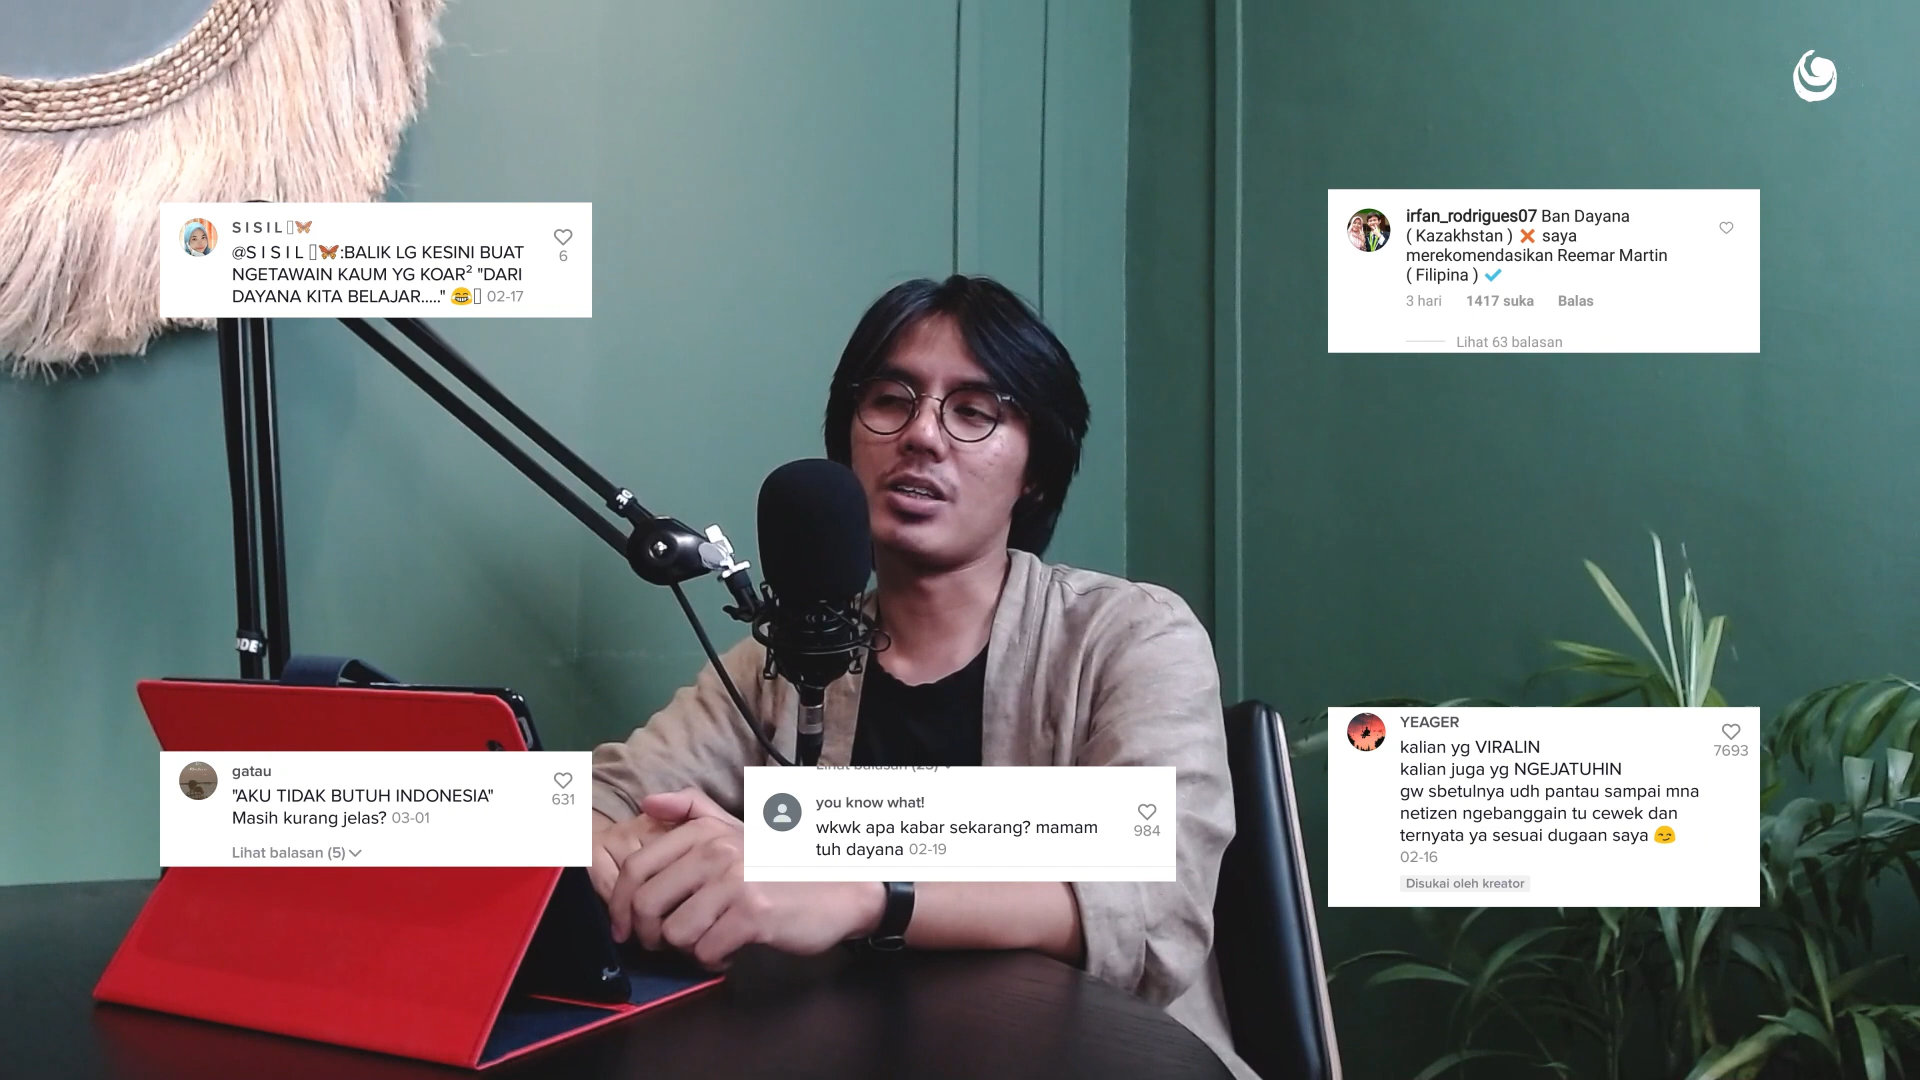 S I S I L 🦋
@S I S I L 🦋:BALIK LG KESINI BUAT
NGETAWAIN KAUM YG KOAR² "DARI
DAYANA KITA BELAJAR....." 😂 02-17
6
irfan_rodrigues07 Ban Dayana
( Kazakhstan ) ❌ saya
merekomendasikan Reemar Martin
( Filipina ) ✔
3 hari 1417 suka Balas
Lihat 63 balasan
30
gatau
"AKU TIDAK BUTUH INDONESIA"
Masih kurang jelas? 03-01
Lihat balasan (5)
631
Lihat balasan (23)
you know what!
wkwk apa kabar sekarang? mamam
tuh dayana 02-19
984
YEAGER
kalian yg VIRALIN
kalian juga yg NGEJATUHIN
gw sbetulnya udh pantau sampai mna
netizen ngebanggain tu cewek dan
ternyata ya sesuai dugaan saya 😏
02-16
Disukai oleh kreator
7693